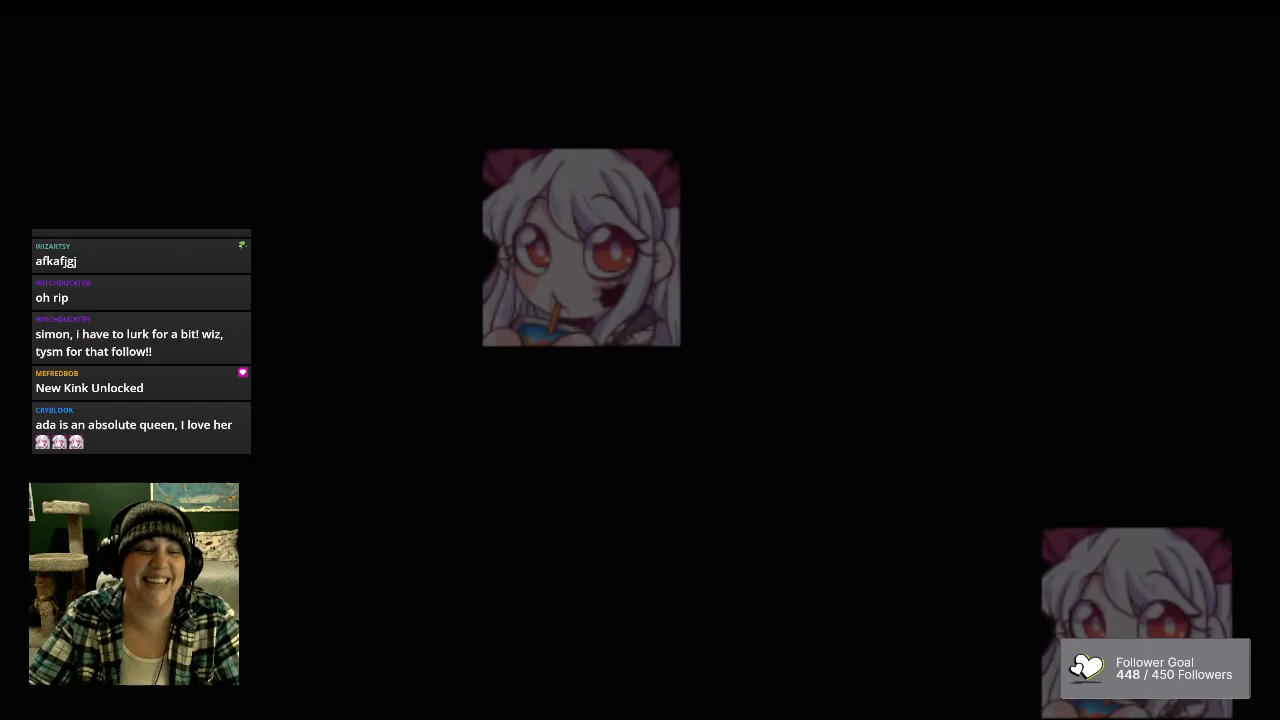 WIZARTSY
afkafjgj
WITCHDUCKTER
oh rip
WITCHDUCKTER
simon, i have to lurk for a bit! wiz,
tysm for that follow!!
MEFREDBOB
New Kink Unlocked
CRYBLOOK
ada is an absolute queen, I love her
Follower Goal
448 / 450 Followers